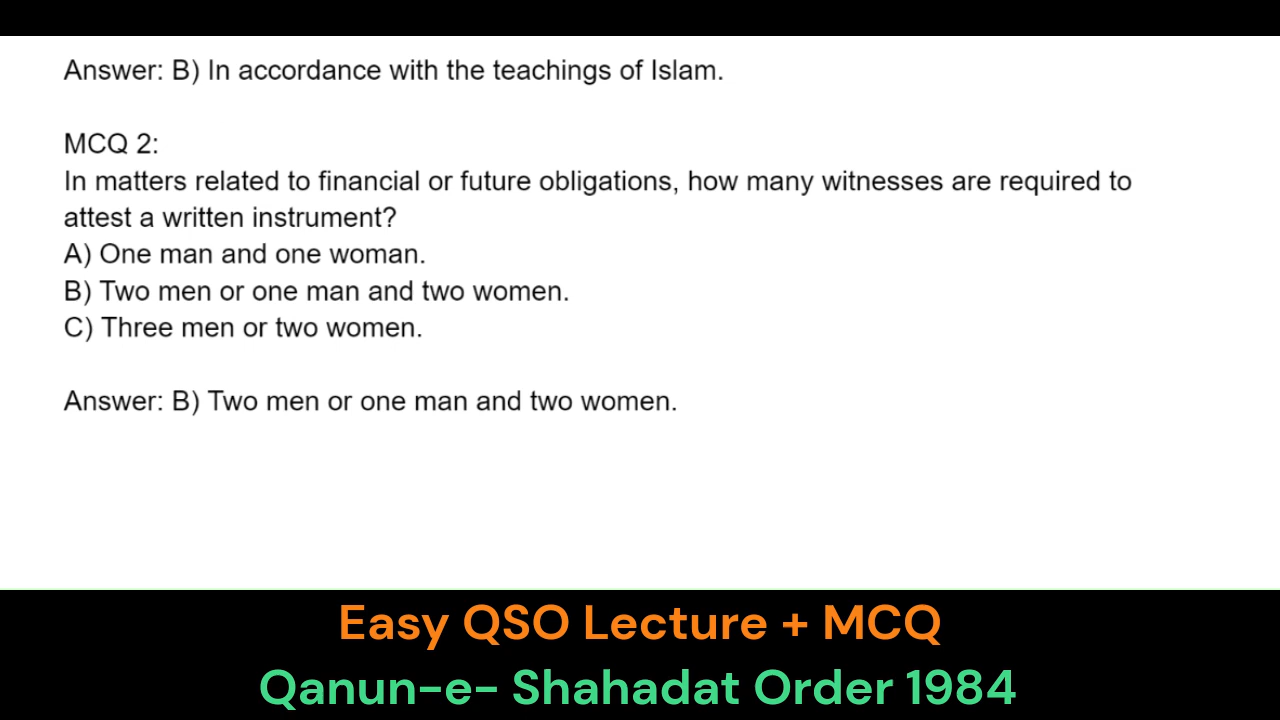 Answer: B) In accordance with the teachings of Islam.
MCQ 2:
In matters related to financial or future obligations, how many witnesses are required to
attest a written instrument?
A) One man and one woman.
B) Two men or one man and two women.
C) Three men or two women.
Answer: B) Two men or one man and two women.
Easy QSO Lecture + MCQ
Qanun-e- Shahadat Order 1984